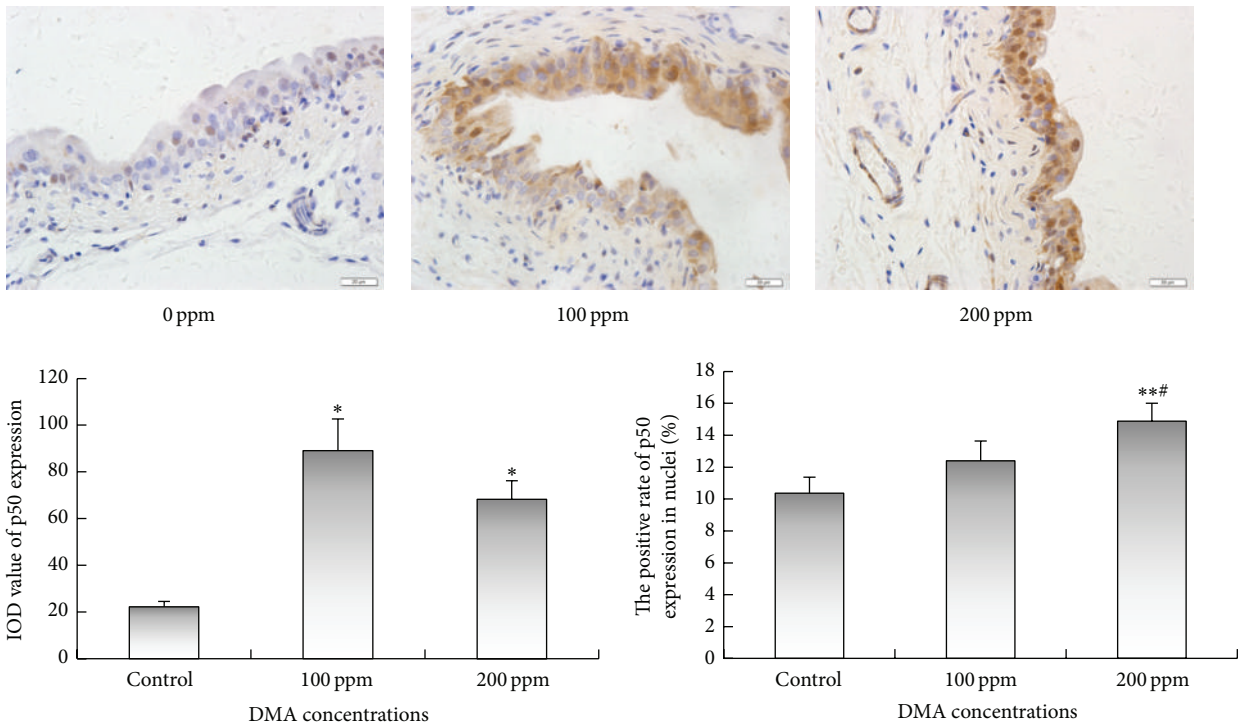 0 ppm
100 ppm
200 ppm
IOD value of p50 expression
120
100
80
60
40
20
0
*
*
Control
100 ppm
200 ppm
DMA concentrations
The positive rate of p50
expression in nuclei (%)
18
16
14
12
10
8
6
4
2
0
**#
Control
100 ppm
200 ppm
DMA concentrations